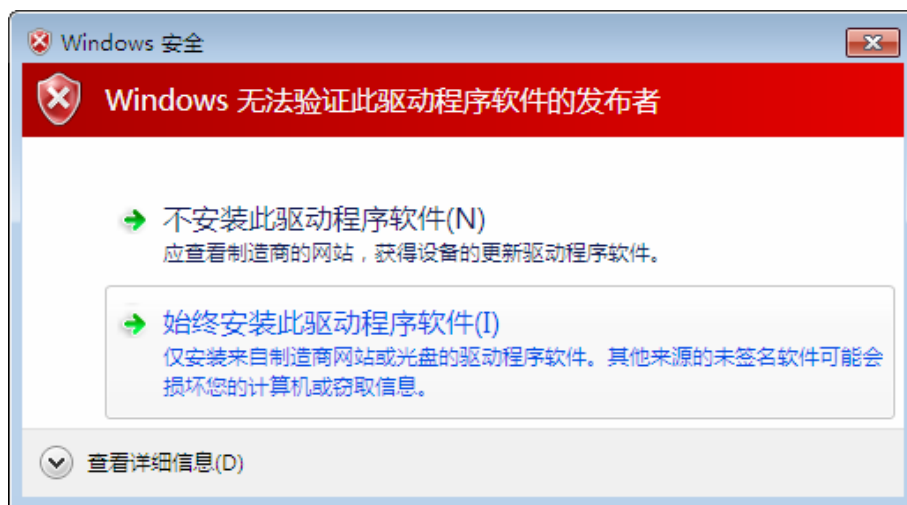 Windows 安全
Windows 无法验证此驱动程序软件的发布者
不安装此驱动程序软件(N)
应查看制造商的网站，获得设备的更新驱动程序软件。
始终安装此驱动程序软件(I)
仅安装来自制造商网站或光盘的驱动程序软件。其他来源的未签名软件可能会
损坏您的计算机或窃取信息。
查看详细信息(D)